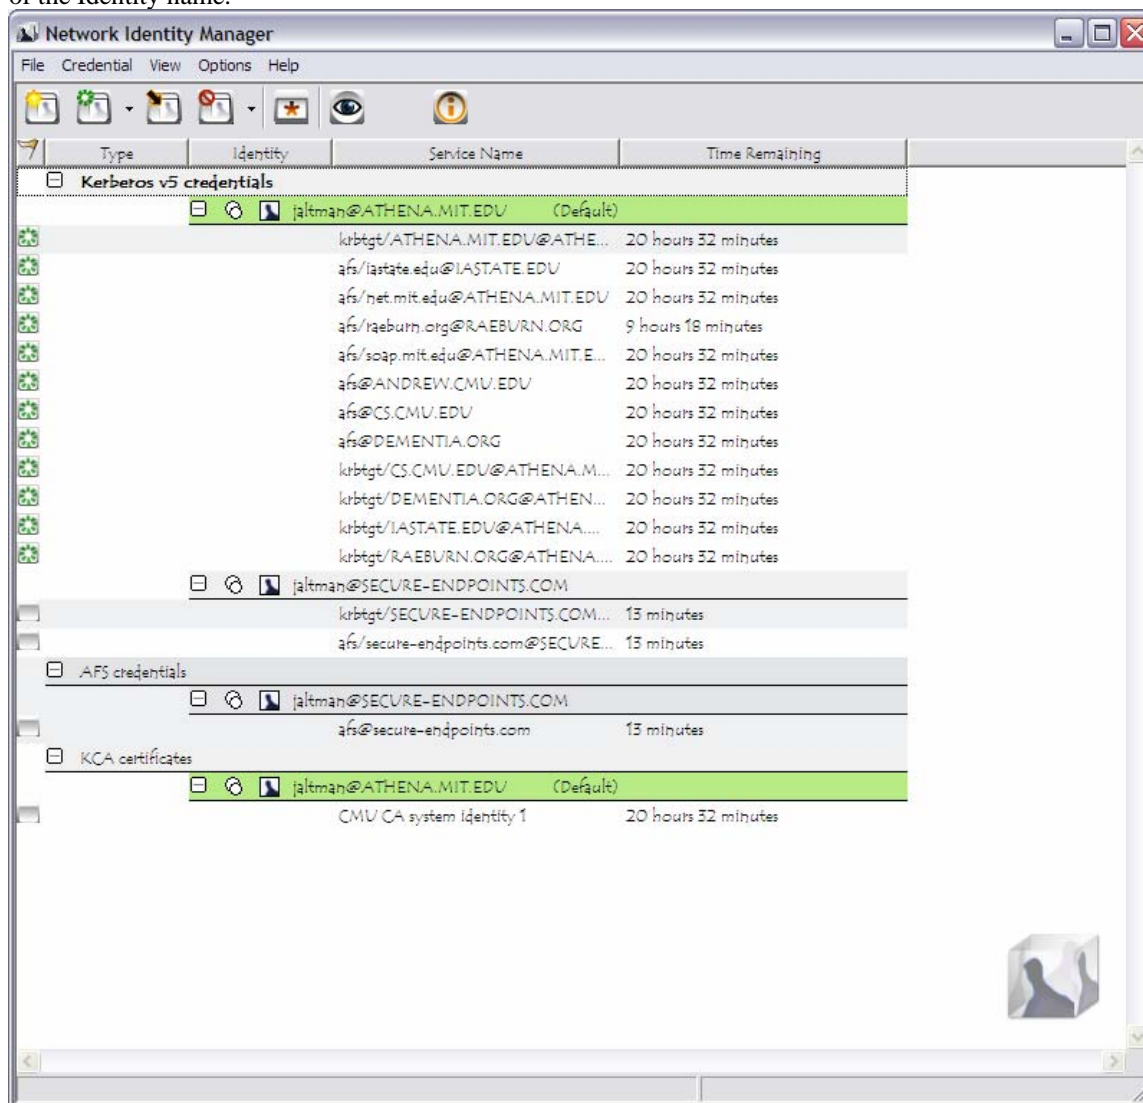 of the Identity name.
Network Identity Manager
File Credential View Options Help
Type Identity Service Name Time Remaining
Kerberos v5 credentials
jaltman@ATHENA.MIT.EDU (Default)
krbtgt/ATHENA.MIT.EDU@ATHE... 20 hours 32 minutes
afs/iastate.edu@IASTATE.EDU 20 hours 32 minutes
afs/net.mit.edu@ATHENA.MIT.EDU 20 hours 32 minutes
afs/raeburn.org@RAEBURN.ORG 9 hours 18 minutes
afs/soap.mit.edu@ATHENA.MIT.E... 20 hours 32 minutes
afs@ANDREW.CMU.EDU 20 hours 32 minutes
afs@CS.CMU.EDU 20 hours 32 minutes
afs@DEMENTIA.ORG 20 hours 32 minutes
krbtgt/CS.CMU.EDU@ATHENA.M... 20 hours 32 minutes
krbtgt/DEMENTIA.ORG@ATHEN... 20 hours 32 minutes
krbtgt/IASTATE.EDU@ATHENA.... 20 hours 32 minutes
krbtgt/RAEBURN.ORG@ATHENA.... 20 hours 32 minutes
jaltman@SECURE-ENDPOINTS.COM
krbtgt/SECURE-ENDPOINTS.COM... 13 minutes
afs/secure-endpoints.com@SECURE... 13 minutes
AFS credentials
jaltman@SECURE-ENDPOINTS.COM
afs@secure-endpoints.com 13 minutes
KCA certificates
jaltman@ATHENA.MIT.EDU (Default)
CMU CA system identity 1 20 hours 32 minutes